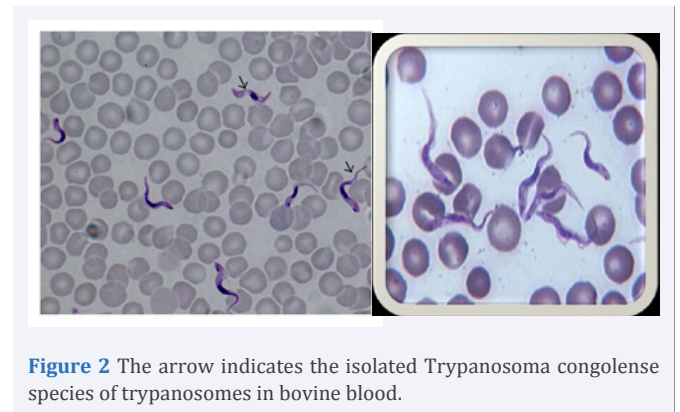 Figure 2 The arrow indicates the isolated Trypanosoma congolense
species of trypanosomes in bovine blood.